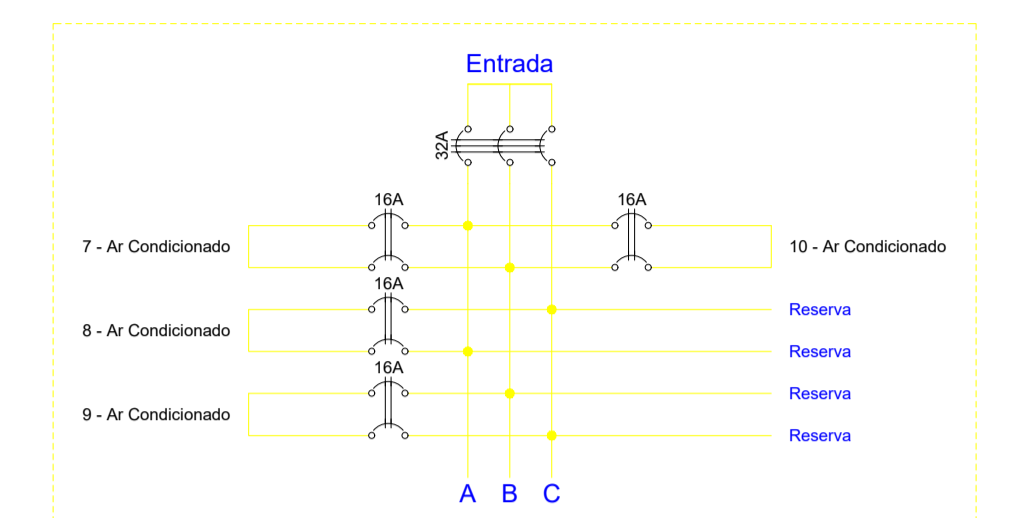 Entrada
32A
16A
16A
7 - Ar Condicionado
10 - Ar Condicionado
16A
8 - Ar Condicionado
Reserva
Reserva
16A
9 - Ar Condicionado
Reserva
Reserva
A B C